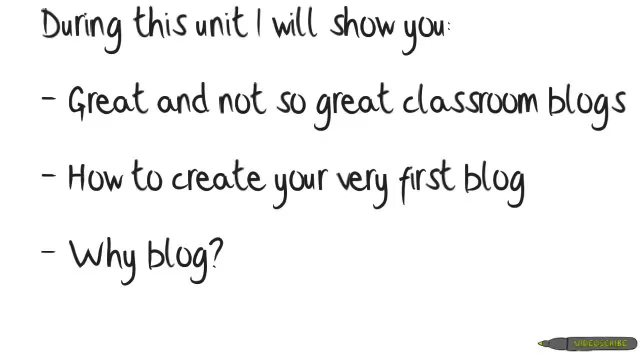 During this unit I will show you:
- Great and not so great classroom blogs
- How to create your very first blog
- Why blog?
VIDEOSCRIBE